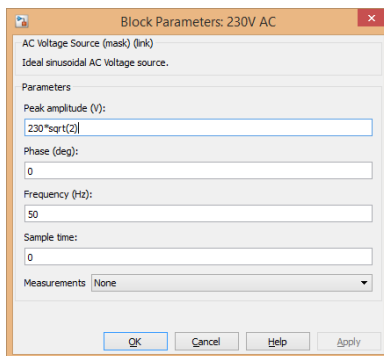 Block Parameters: 230V AC
AC Voltage Source (mask) (link)
Ideal sinusoidal AC Voltage source.
Parameters
Peak amplitude (V):
230*sqrt(2)
Phase (deg):
0
Frequency (Hz):
50
Sample time:
0
Measurements None
OK Cancel Help Apply